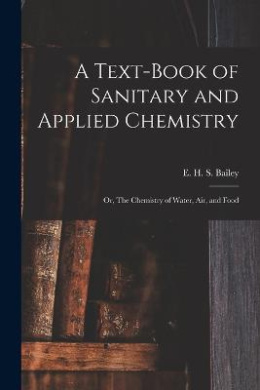 A Text-Book of
Sanitary and
Applied Chemistry
E. H. S. Bailey
Or, The Chemistry of Water, Air, and Food